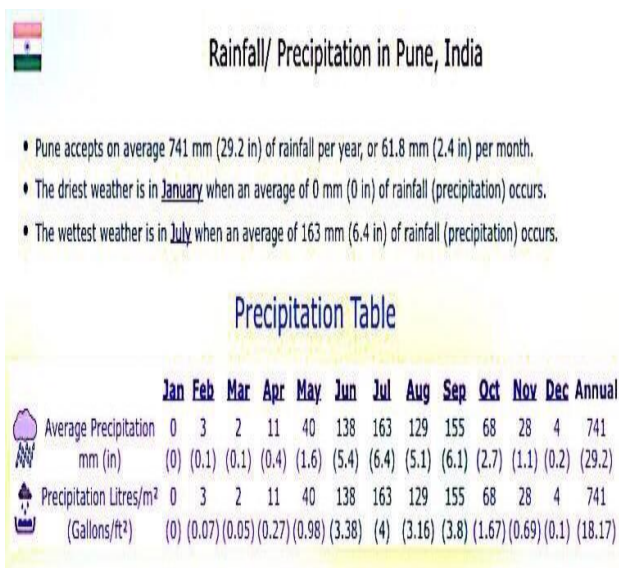 Rainfall/ Precipitation in Pune, India
• Pune accepts on average 741 mm (29.2 in) of rainfall per year, or 61.8 mm (2.4 in) per month.
• The driest weather is in January when an average of 0 mm (0 in) of rainfall (precipitation) occurs.
• The wettest weather is in July when an average of 163 mm (6.4 in) of rainfall (precipitation) occurs.
Precipitation Table
Jan Feb Mar Apr May Jun Jul Aug Sep Oct Nov Dec Annual
Average Precipitation 0 3 2 11 40 138 163 129 155 68 28 4 741
mm (in) (0) (0.1) (0.1) (0.4) (1.6) (5.4) (6.4) (5.1) (6.1) (2.7) (1.1) (0.2) (29.2)
Precipitation Litres/m² 0 3 2 11 40 138 163 129 155 68 28 4 741
(Gallons/ft²) (0) (0.07) (0.05) (0.27) (0.98) (3.38) (4) (3.16) (3.8) (1.67) (0.69) (0.1) (18.17)